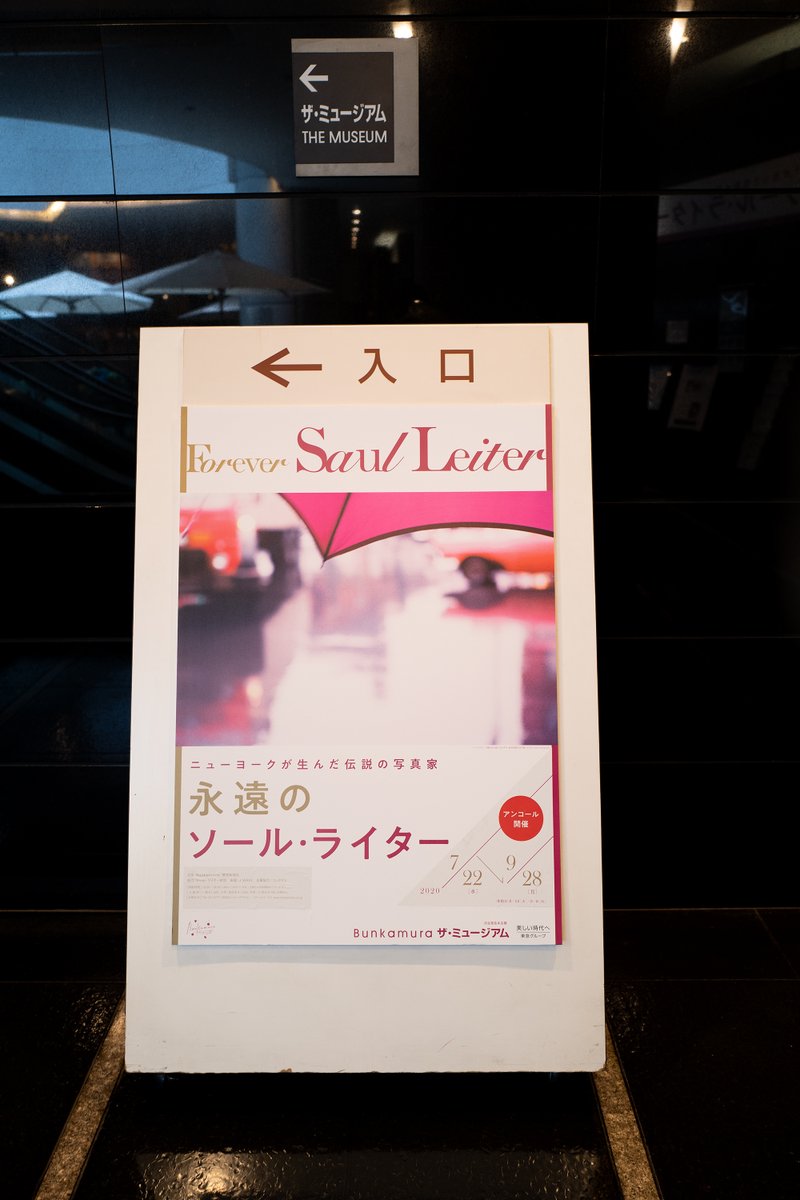 ←
ザ・ミュージアム
THE MUSEUM
← 入口
Forever Saul Leiter
ニューヨークが生んだ伝説の写真家
永遠の
ソール・ライター
アンコール
開催
2020 7/22(水) 9/28(月)
Bunkamura ザ・ミュージアム
美しい時代へ
東急グループ